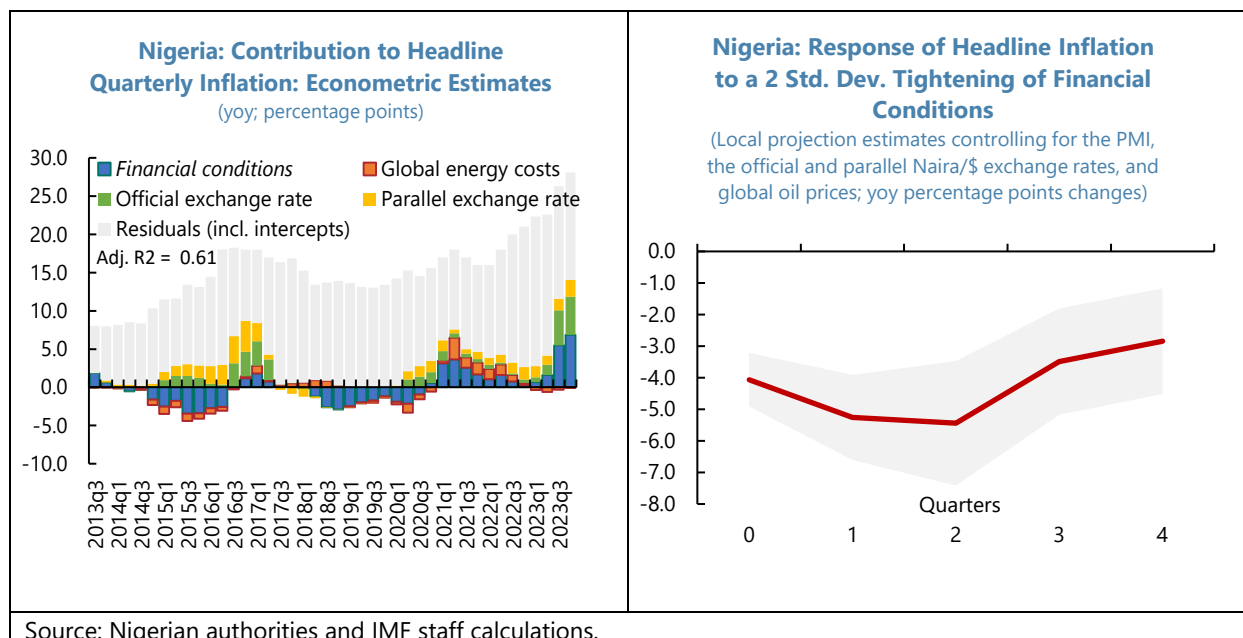 Nigeria: Contribution to Headline
Quarterly Inflation: Econometric Estimates
(yoy; percentage points)
30.0
25.0
20.0
15.0
10.0
5.0
0.0
-5.0
-10.0
Financial conditions
Global energy costs
Official exchange rate
Parallel exchange rate
Residuals (incl. intercepts)
Adj. R2 = 0.61
2013q3
2014q1
2014q3
2015q1
2015q3
2016q1
2016q3
2017q1
2017q3
2018q1
2018q3
2019q1
2019q3
2020q1
2020q3
2021q1
2021q3
2022q1
2022q3
2023q1
2023q3
Nigeria: Response of Headline Inflation
to a 2 Std. Dev. Tightening of Financial
Conditions
(Local projection estimates controlling for the PMI,
the official and parallel Naira/$ exchange rates, and
global oil prices; yoy percentage points changes)
0.0
-1.0
-2.0
-3.0
-4.0
-5.0
-6.0
-7.0
-8.0
Quarters
0 1 2 3 4
Source: Nigerian authorities and IMF staff calculations.